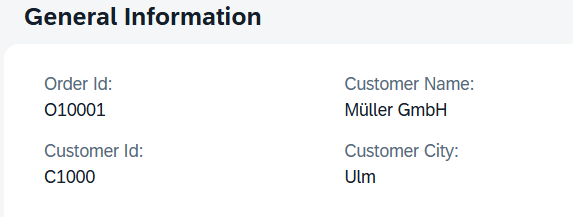 General Information
Order Id:
O10001
Customer Name:
Müller GmbH
Customer Id:
C1000
Customer City:
Ulm